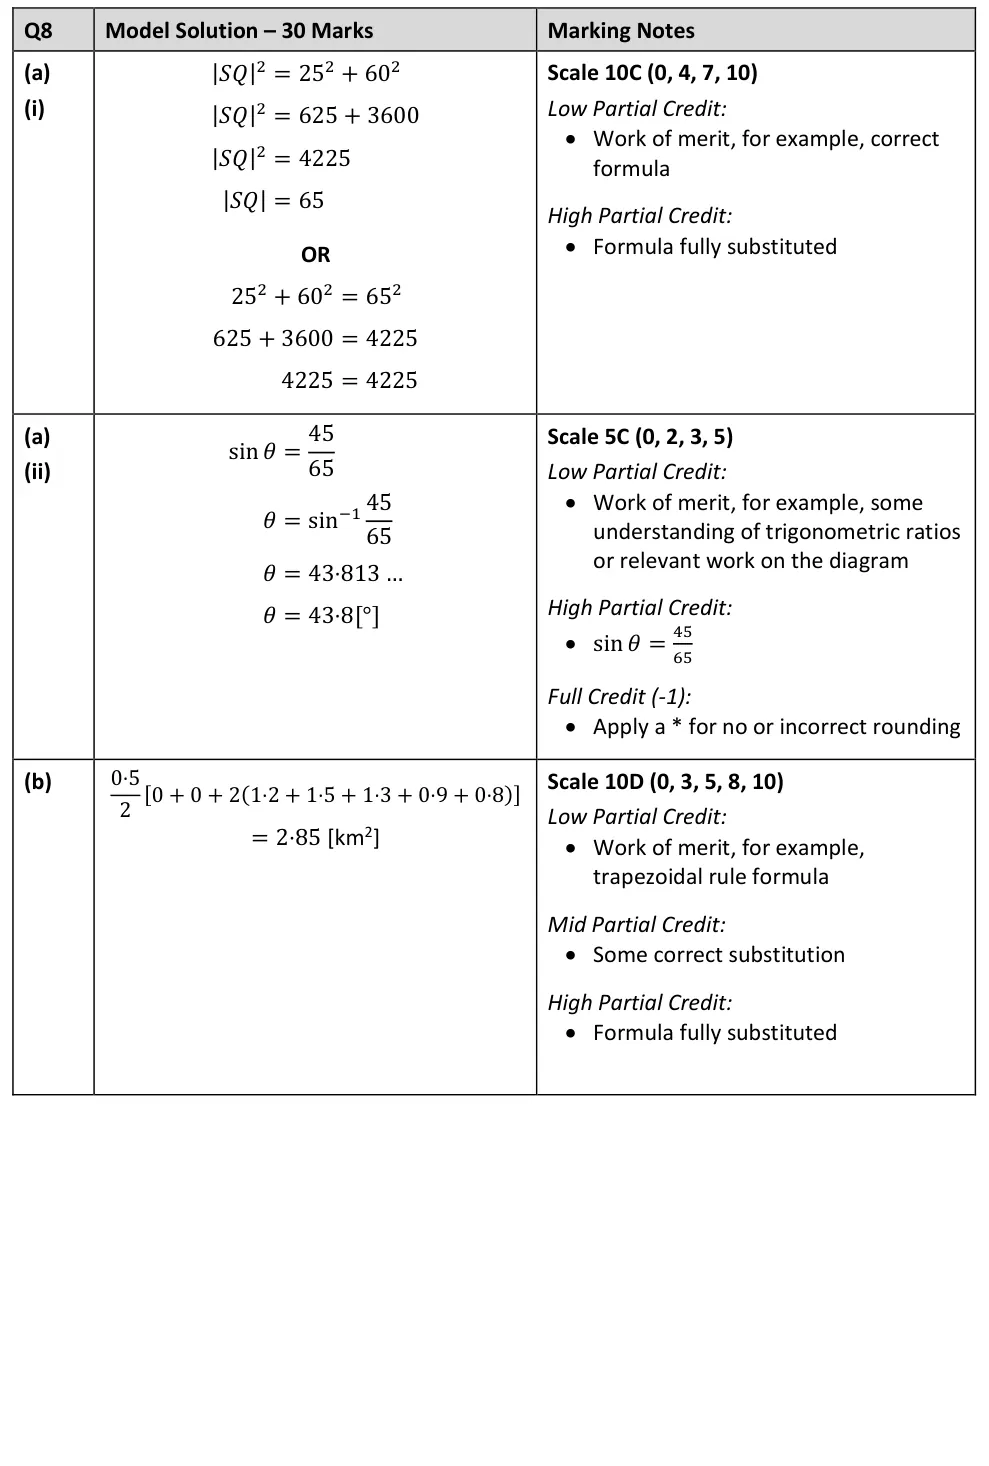 Q8 Model Solution – 30 Marks Marking Notes
(a)
(i)
|SQ|² = 25² + 60²
|SQ|² = 625 + 3600
|SQ|² = 4225
|SQ| = 65
OR
25² + 60² = 65²
625 + 3600 = 4225
4225 = 4225
Scale 10C (0, 4, 7, 10)
Low Partial Credit:
• Work of merit, for example, correct
formula
High Partial Credit:
• Formula fully substituted
(a)
(ii)
sin θ = 45/65
θ = sin⁻¹ 45/65
θ = 43·813 …
θ = 43·8[°]
Scale 5C (0, 2, 3, 5)
Low Partial Credit:
• Work of merit, for example, some
understanding of trigonometric ratios
or relevant work on the diagram
High Partial Credit:
• sin θ = 45/65
Full Credit (-1):
• Apply a * for no or incorrect rounding
(b)
0·5/2 [0 + 0 + 2(1·2 + 1·5 + 1·3 + 0·9 + 0·8)]
= 2·85 [km²]
Scale 10D (0, 3, 5, 8, 10)
Low Partial Credit:
• Work of merit, for example,
trapezoidal rule formula
Mid Partial Credit:
• Some correct substitution
High Partial Credit:
• Formula fully substituted